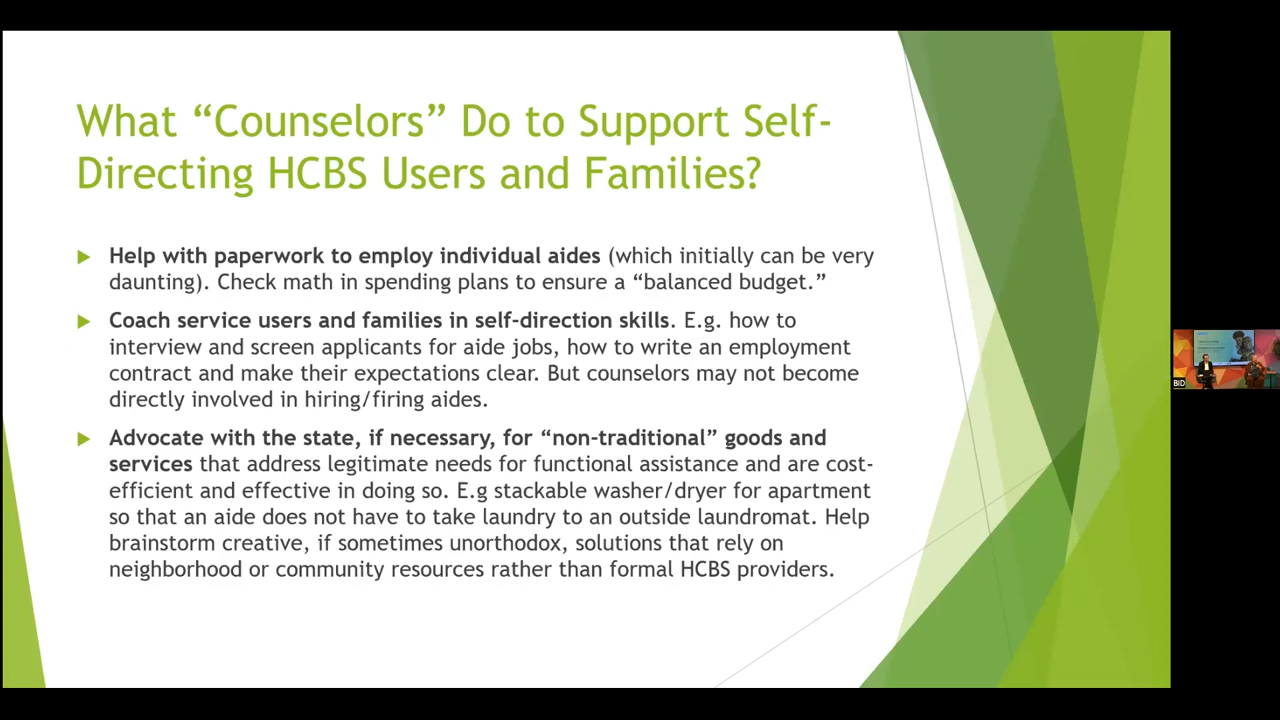 What “Counselors” Do to Support Self-
Directing HCBS Users and Families?
Help with paperwork to employ individual aides (which initially can be very
daunting). Check math in spending plans to ensure a “balanced budget.”
Coach service users and families in self-direction skills. E.g. how to
interview and screen applicants for aide jobs, how to write an employment
contract and make their expectations clear. But counselors may not become
directly involved in hiring/firing aides.
Advocate with the state, if necessary, for “non-traditional” goods and
services that address legitimate needs for functional assistance and are cost-
efficient and effective in doing so. E.g stackable washer/dryer for apartment
so that an aide does not have to take laundry to an outside laundromat. Help
brainstorm creative, if sometimes unorthodox, solutions that rely on
neighborhood or community resources rather than formal HCBS providers.
BID